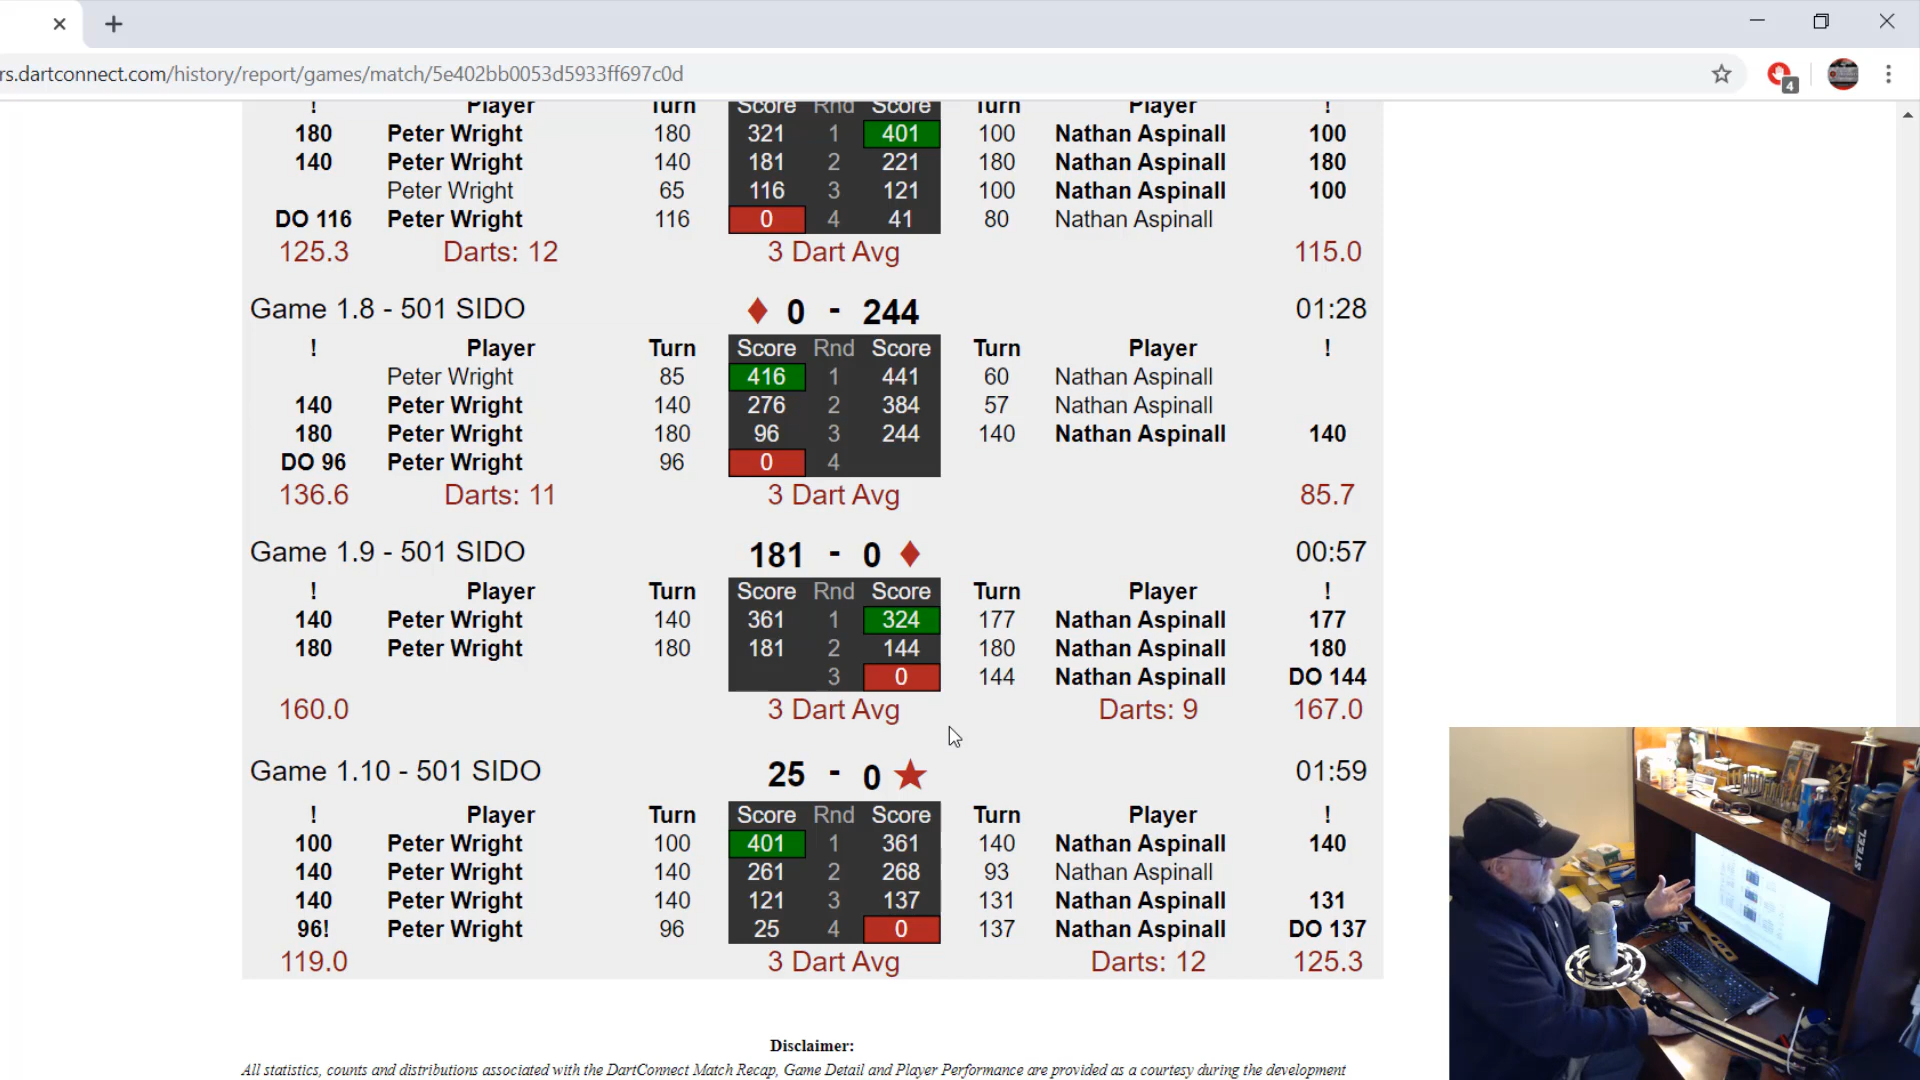 rs.dartconnect.com/history/report/games/match/5e402bb0053d5933ff697c0d
4
! Player Turn Score Rnd Score Turn Player !
180 Peter Wright 180 321 1 401 100 Nathan Aspinall 100
140 Peter Wright 140 181 2 221 180 Nathan Aspinall 180
Peter Wright 65 116 3 121 100 Nathan Aspinall 100
DO 116 Peter Wright 116 0 4 41 80 Nathan Aspinall
125.3 Darts: 12 3 Dart Avg 115.0
Game 1.8 - 501 SIDO 0 - 244 01:28
! Player Turn Score Rnd Score Turn Player !
Peter Wright 85 416 1 441 60 Nathan Aspinall
140 Peter Wright 140 276 2 384 57 Nathan Aspinall
180 Peter Wright 180 96 3 244 140 Nathan Aspinall 140
DO 96 Peter Wright 96 0 4
136.6 Darts: 11 3 Dart Avg 85.7
Game 1.9 - 501 SIDO 181 - 0 00:57
! Player Turn Score Rnd Score Turn Player !
140 Peter Wright 140 361 1 324 177 Nathan Aspinall 177
180 Peter Wright 180 181 2 144 180 Nathan Aspinall 180
3 0 144 Nathan Aspinall DO 144
160.0 3 Dart Avg Darts: 9 167.0
Game 1.10 - 501 SIDO 25 - 0 01:59
! Player Turn Score Rnd Score Turn Player !
100 Peter Wright 100 401 1 361 140 Nathan Aspinall 140
140 Peter Wright 140 261 2 268 93 Nathan Aspinall
140 Peter Wright 140 121 3 137 131 Nathan Aspinall 131
96! Peter Wright 96 25 4 0 137 Nathan Aspinall DO 137
119.0 3 Dart Avg Darts: 12 125.3
Disclaimer:
All statistics, counts and distributions associated with the DartConnect Match Recap, Game Detail and Player Performance are provided as a courtesy during the development
STEEL